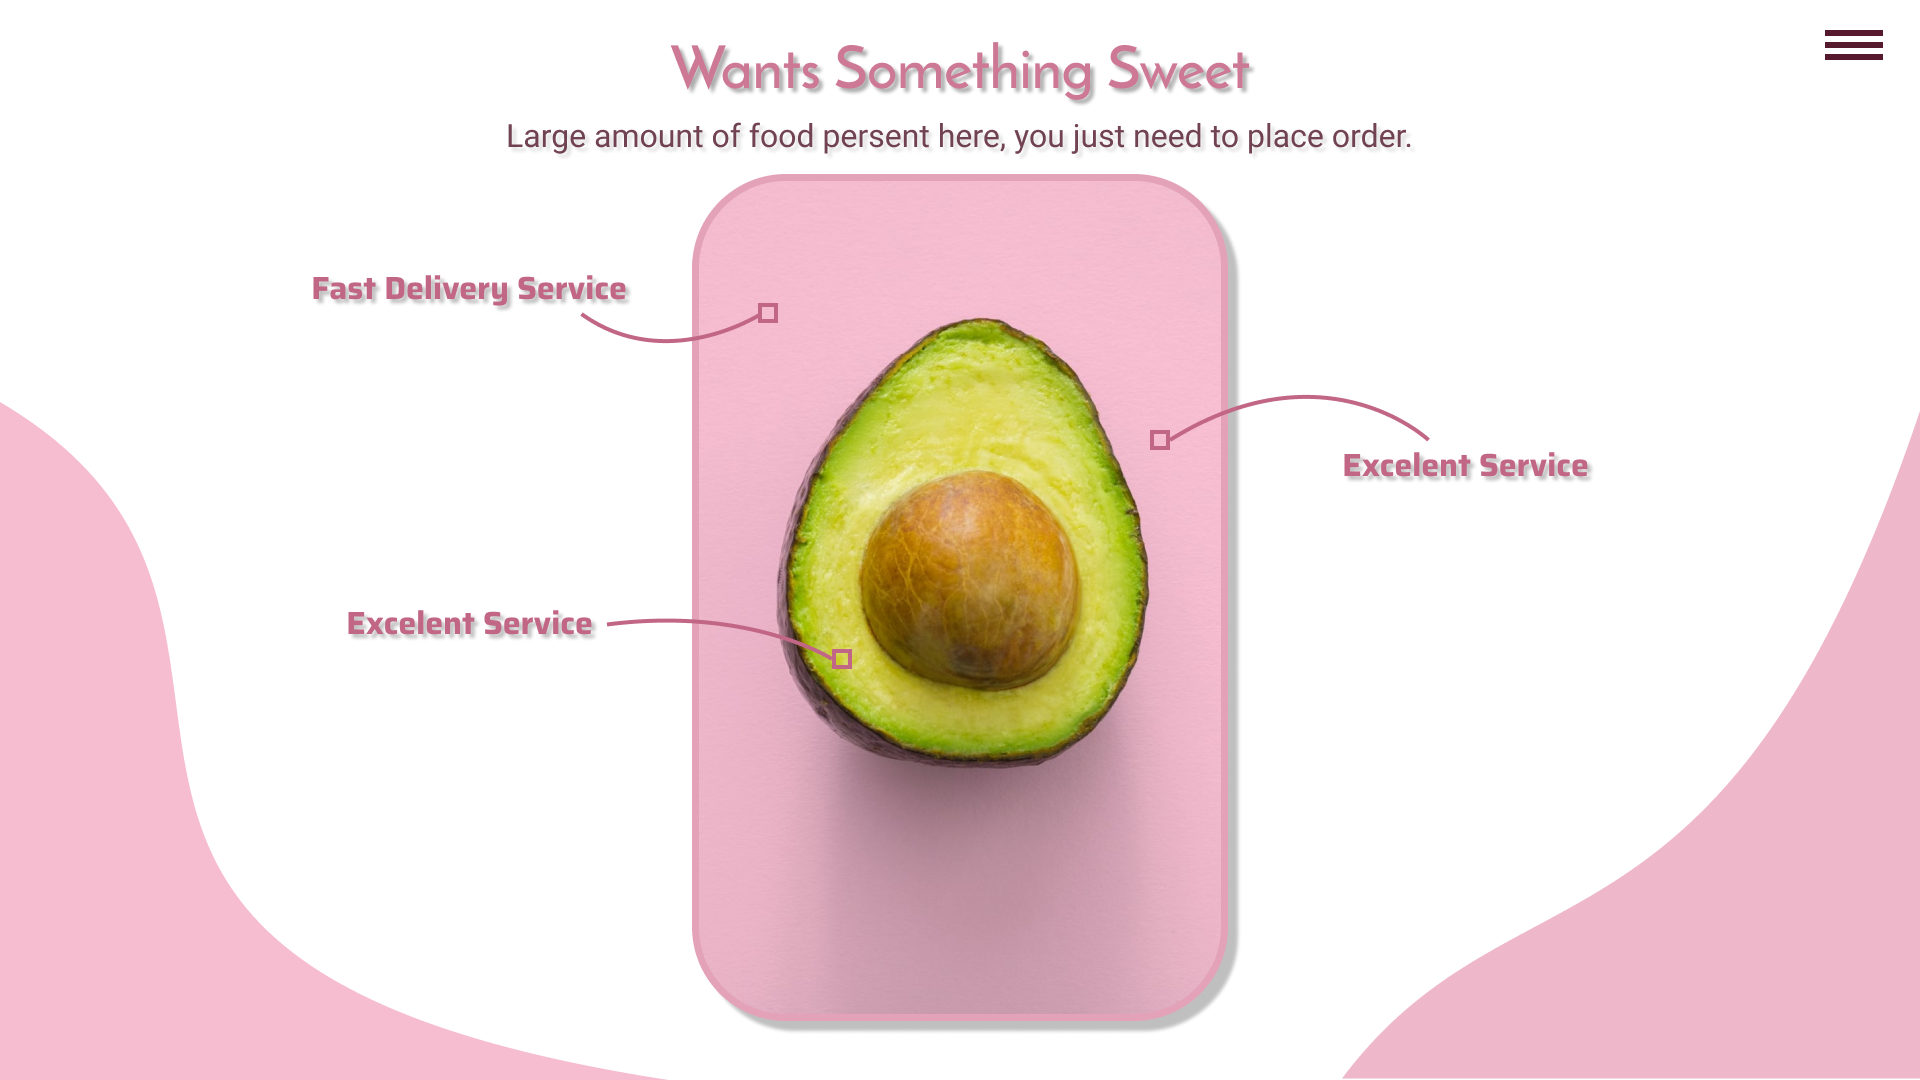 Wants Something Sweet
Large amount of food persent here, you just need to place order.
Fast Delivery Service
Excelent Service
Excelent Service